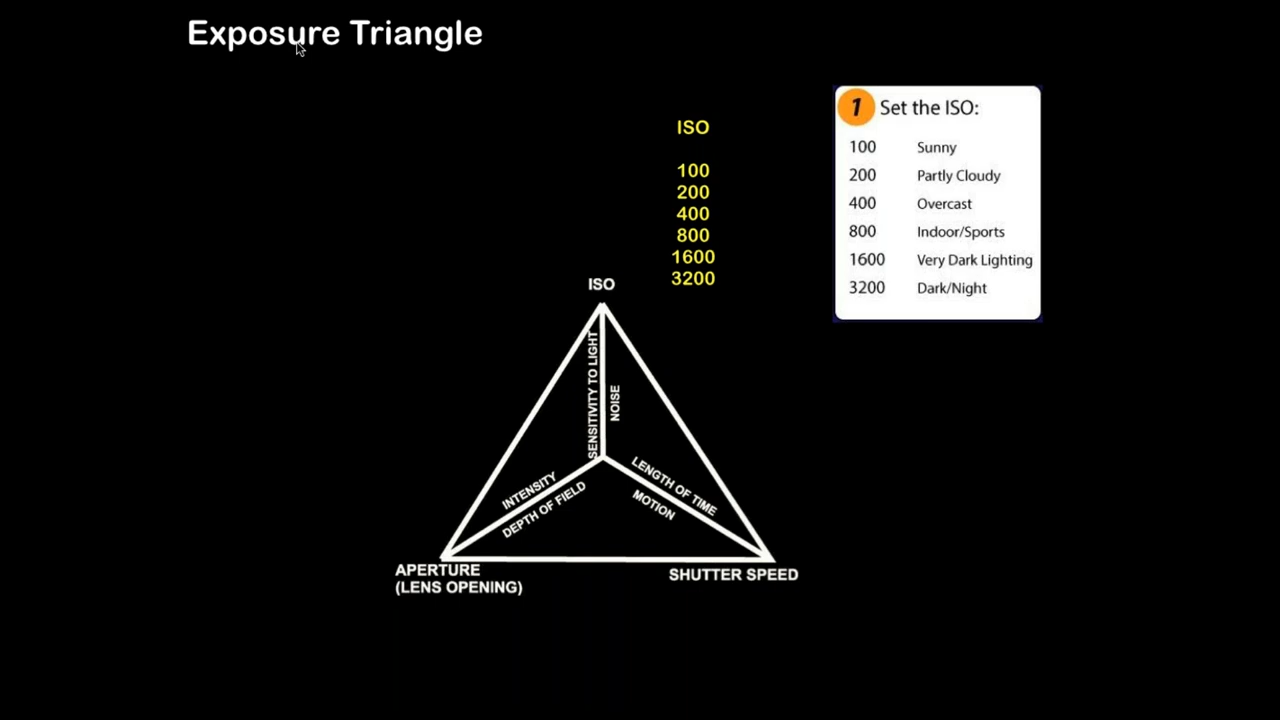 Exposure Triangle
ISO
100
200
400
800
1600
3200
1 Set the ISO:
100 Sunny
200 Partly Cloudy
400 Overcast
800 Indoor/Sports
1600 Very Dark Lighting
3200 Dark/Night
ISO
SENSITIVITY TO LIGHT
NOISE
INTENSITY
DEPTH OF FIELD
LENGTH OF TIME
MOTION
APERTURE
(LENS OPENING)
SHUTTER SPEED